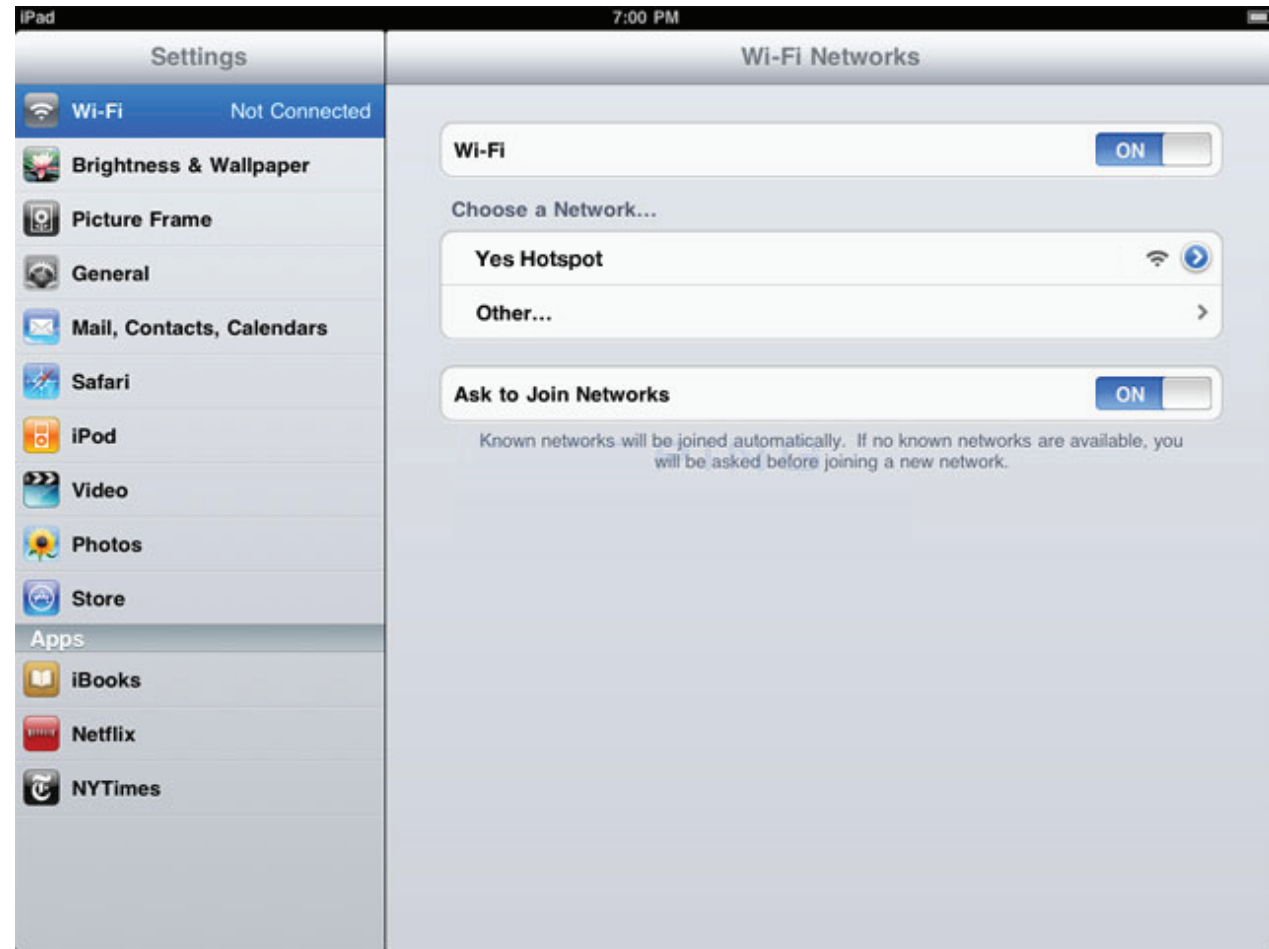 iPad
7:00 PM
Settings
Wi-Fi Networks
Wi-Fi Not Connected
Brightness & Wallpaper
Picture Frame
General
Mail, Contacts, Calendars
Safari
iPod
Video
Photos
Store
Apps
iBooks
Netflix
NYTimes
Wi-Fi ON
Choose a Network...
Yes Hotspot
Other...
Ask to Join Networks ON
Known networks will be joined automatically. If no known networks are available, you
will be asked before joining a new network.